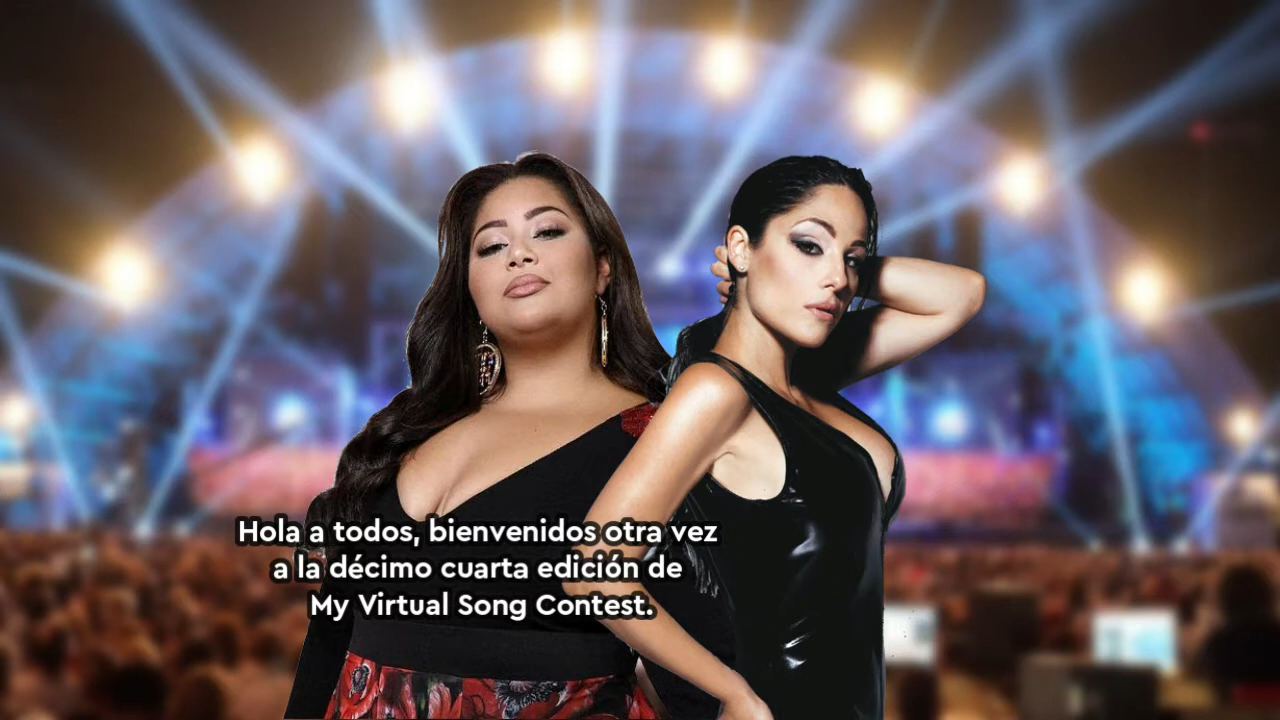 Hola a todos, bienvenidos otra vez
a la décimo cuarta edición de
My Virtual Song Contest.